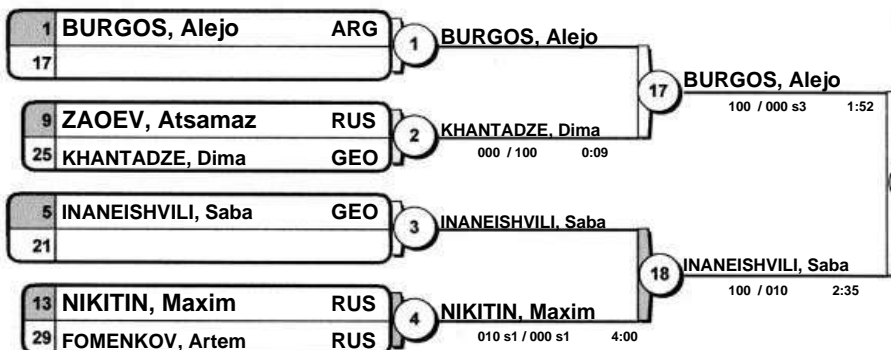 1 BURGOS, Alejo ARG
17
1
BURGOS, Alejo
9 ZAOEV, Atsamaz RUS
25 KHANTADZE, Dima GEO
2
KHANTADZE, Dima
000 / 100 0:09
17
BURGOS, Alejo
100 / 000 s3 1:52
5 INANEISHVILI, Saba GEO
21
3
INANEISHVILI, Saba
13 NIKITIN, Maxim RUS
29 FOMENKOV, Artem RUS
4
NIKITIN, Maxim
010 s1 / 000 s1 4:00
18
INANEISHVILI, Saba
100 / 010 2:35